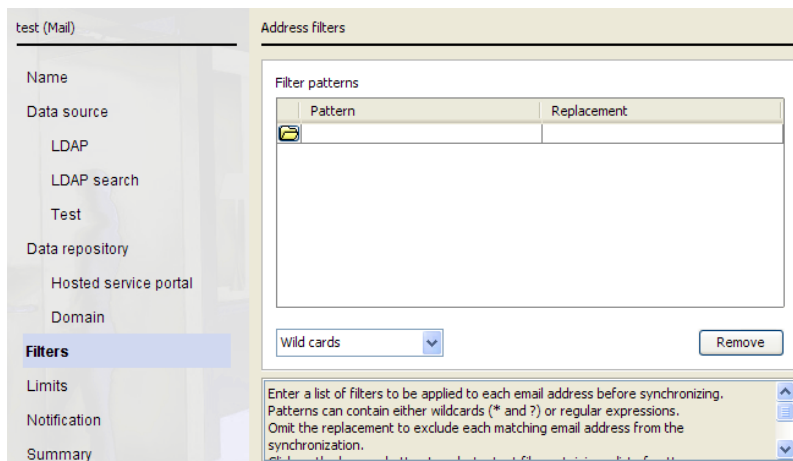 test (Mail)
Name
Data source
LDAP
LDAP search
Test
Data repository
Hosted service portal
Domain
Filters
Limits
Notification
Summary
Address filters
Filter patterns
Pattern Replacement
Wild cards
Remove
Enter a list of filters to be applied to each email address before synchronizing.
Patterns can contain either wildcards (* and ?) or regular expressions.
Omit the replacement to exclude each matching email address from the
synchronization.